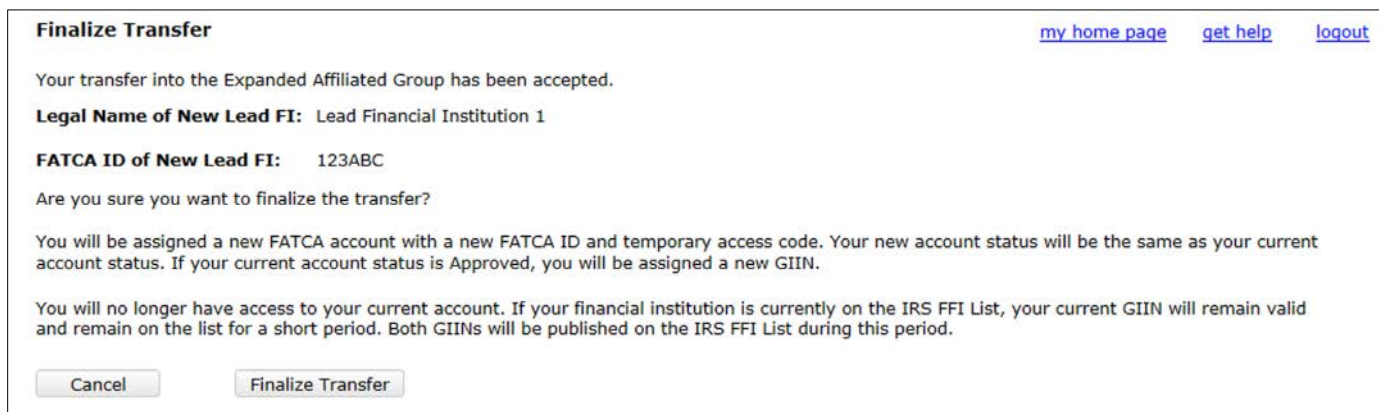 Finalize Transfer
my home page get help logout
Your transfer into the Expanded Affiliated Group has been accepted.
Legal Name of New Lead FI: Lead Financial Institution 1
FATCA ID of New Lead FI: 123ABC
Are you sure you want to finalize the transfer?
You will be assigned a new FATCA account with a new FATCA ID and temporary access code. Your new account status will be the same as your current
account status. If your current account status is Approved, you will be assigned a new GIIN.
You will no longer have access to your current account. If your financial institution is currently on the IRS FFI List, your current GIIN will remain valid
and remain on the list for a short period. Both GIINs will be published on the IRS FFI List during this period.
Cancel Finalize Transfer